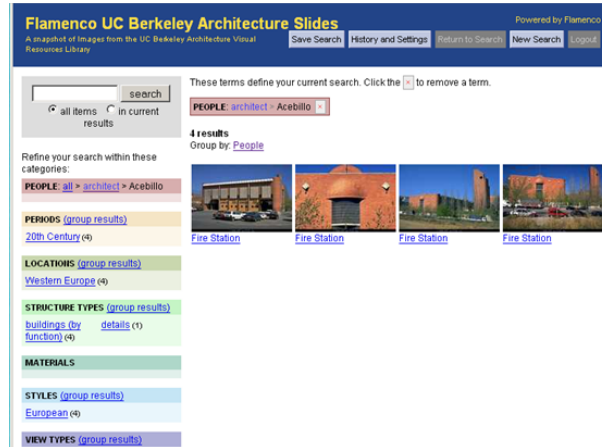 Flamenco UC Berkeley Architecture Slides
Powered by Flamenco
A snapshot of Images from the UC Berkeley Architecture Visual
Resources Library
Save Search
History and Settings
Return to Search
New Search
Logout
search
all items
in current
results
These terms define your current search. Click the × to remove a term.
PEOPLE: architect > Acebillo ×
4 results
Group by: People
Refine your search within these
categories:
PEOPLE: all > architect > Acebillo
Fire Station
Fire Station
Fire Station
Fire Station
PERIODS (group results)
20th Century (4)
LOCATIONS (group results)
Western Europe (4)
STRUCTURE TYPES (group results)
buildings (by
function) (4)
details (1)
MATERIALS
STYLES (group results)
European (4)
VIEW TYPES (group results)